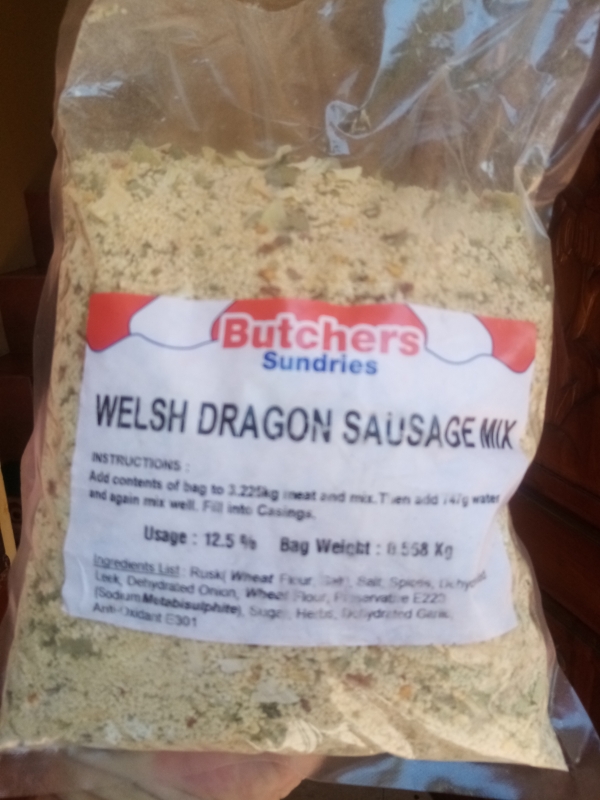 Butchers
Sundries
WELSH DRAGON SAUSAGE MIX
INSTRUCTIONS :
Add contents of bag to 3.225kg meat and mix. Then add 747g water
and again mix well. Fill into Casings.
Usage : 12.5 % Bag Weight : 0.558 Kg
Ingredients List : Rusk( Wheat Flour, Salt), Salt, Spices, Dehydrated
Leek, Dehydrated Onion, Wheat Flour, Preservative E223
(Sodium Metabisulphite), Sugar, Herbs, Dehydrated Garlic,
Anti-Oxidant E301